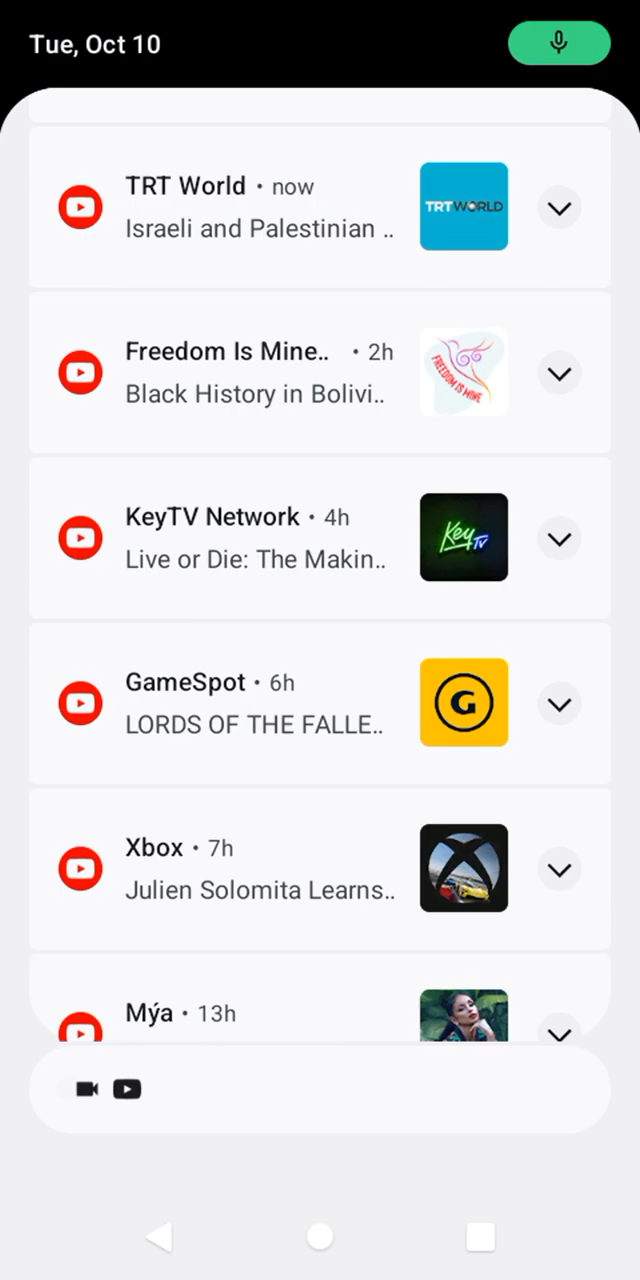 Tue, Oct 10
TRT World • now
Israeli and Palestinian ..
TRT WORLD
Freedom Is Mine.. • 2h
Black History in Bolivi..
FREEDOM IS MINE
KeyTV Network • 4h
Live or Die: The Makin..
Key TV
GameSpot • 6h
LORDS OF THE FALLE..
G
Xbox • 7h
Julien Solomita Learns..
Mýa • 13h